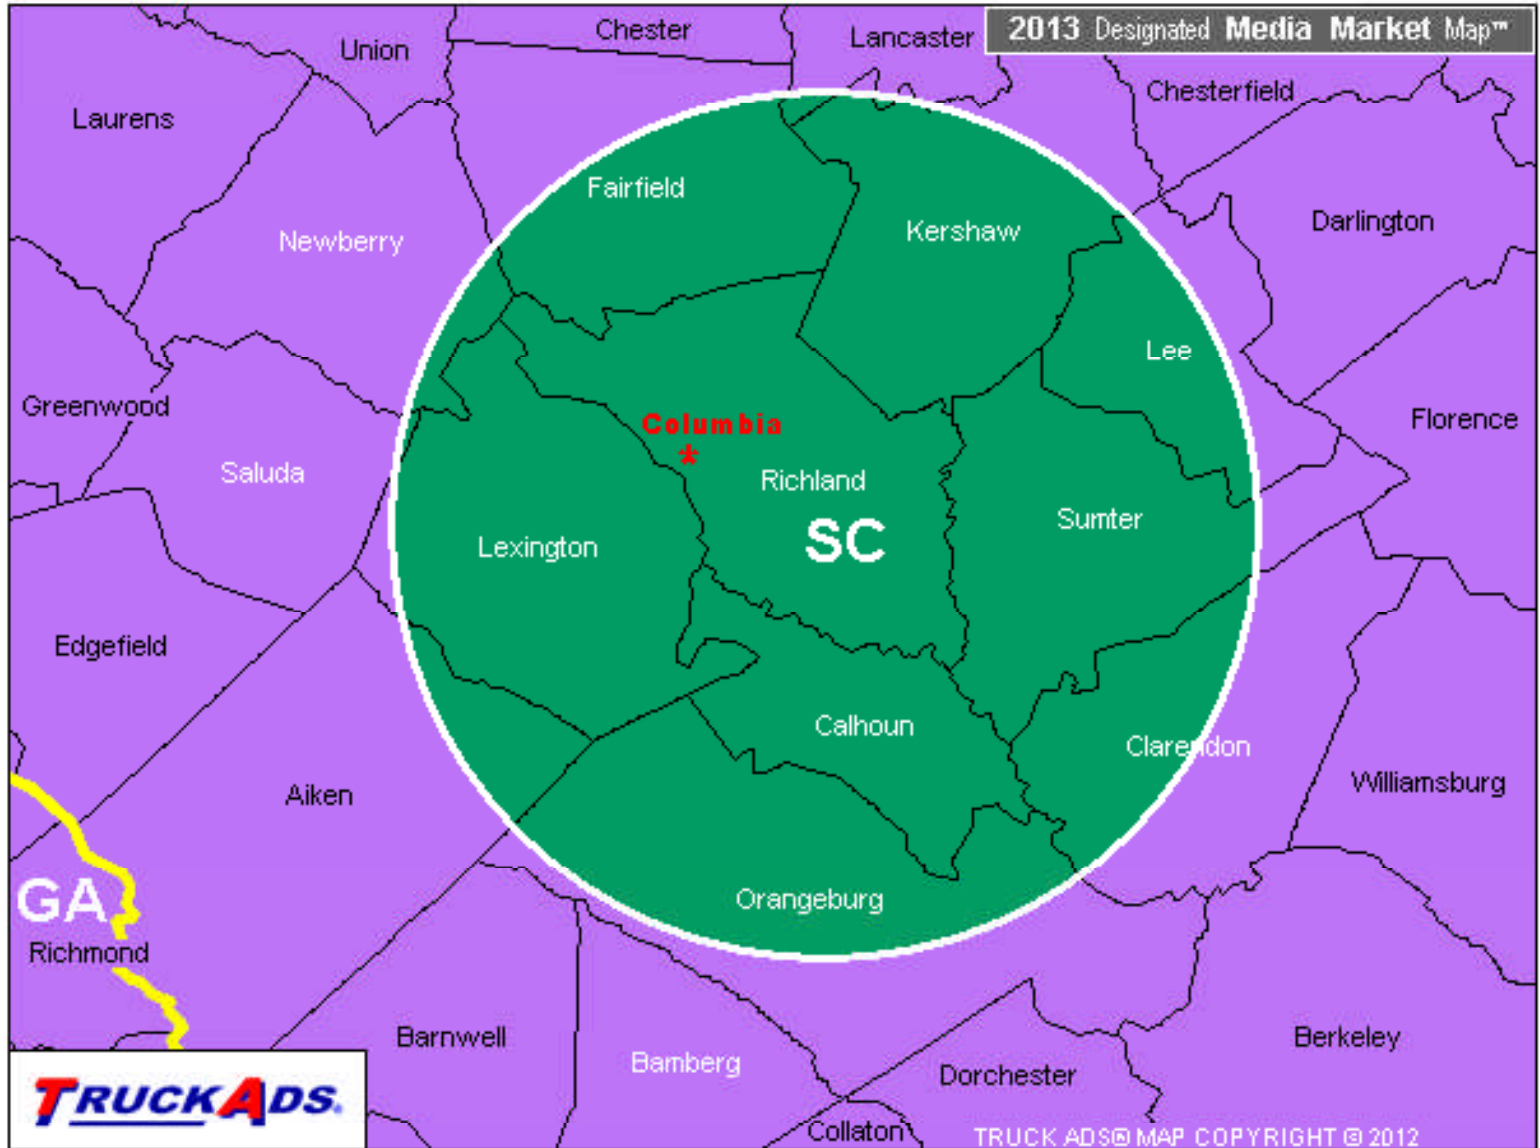 2013 Designated Media Market Map™
Union
Chester
Lancaster
Laurens
Chesterfield
Fairfield
Newberry
Kershaw
Darlington
Lee
Greenwood
Columbia
*
Florence
Saluda
Richland
SC
Sumter
Lexington
Edgefield
Calhoun
Clarendon
Aiken
Williamsburg
GA
Orangeburg
Richmond
Barnwell
Bamberg
Berkeley
Dorchester
TRUCKADS.
Collaton
TRUCK ADS® MAP COPYRIGHT © 2012